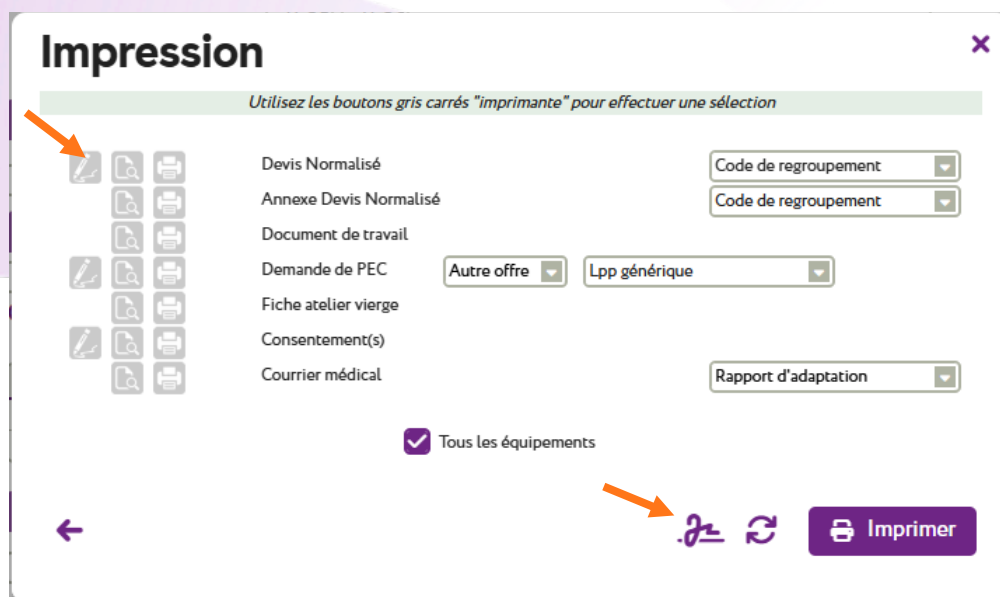 Impression
Utilisez les boutons gris carrés "imprimante" pour effectuer une sélection
Devis Normalisé Code de regroupement
Annexe Devis Normalisé Code de regroupement
Document de travail
Demande de PEC Autre offre Lpp générique
Fiche atelier vierge
Consentement(s)
Courrier médical Rapport d'adaptation
Tous les équipements
Imprimer